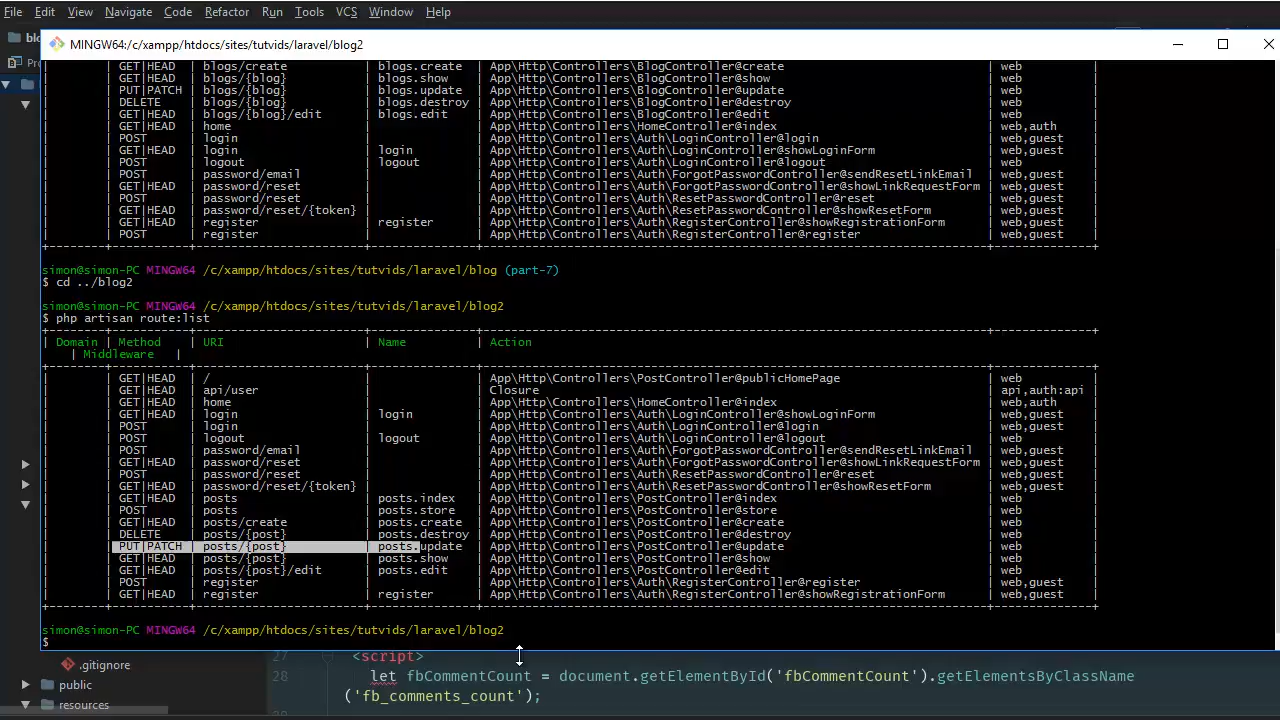 File Edit View Navigate Code Refactor Run Tools VCS Window Help
MINGW64:/c/xampp/htdocs/sites/tutvids/laravel/blog2
| | GET|HEAD | blogs/create | blogs.create | App\Http\Controllers\BlogController@create | web |
| | GET|HEAD | blogs/{blog} | blogs.show | App\Http\Controllers\BlogController@show | web |
| | PUT|PATCH | blogs/{blog} | blogs.update | App\Http\Controllers\BlogController@update | web |
| | DELETE | blogs/{blog} | blogs.destroy | App\Http\Controllers\BlogController@destroy | web |
| | GET|HEAD | blogs/{blog}/edit | blogs.edit | App\Http\Controllers\BlogController@edit | web |
| | GET|HEAD | home | | App\Http\Controllers\HomeController@index | web,auth |
| | POST | login | | App\Http\Controllers\Auth\LoginController@login | web,guest |
| | GET|HEAD | login | login | App\Http\Controllers\Auth\LoginController@showLoginForm | web,guest |
| | POST | logout | logout | App\Http\Controllers\Auth\LoginController@logout | web |
| | POST | password/email | | App\Http\Controllers\Auth\ForgotPasswordController@sendResetLinkEmail | web,guest |
| | GET|HEAD | password/reset | | App\Http\Controllers\Auth\ForgotPasswordController@showLinkRequestForm | web,guest |
| | POST | password/reset | | App\Http\Controllers\Auth\ResetPasswordController@reset | web,guest |
| | GET|HEAD | password/reset/{token} | | App\Http\Controllers\Auth\ResetPasswordController@showResetForm | web,guest |
| | GET|HEAD | register | register | App\Http\Controllers\Auth\RegisterController@showRegistrationForm | web,guest |
| | POST | register | | App\Http\Controllers\Auth\RegisterController@register | web,guest |
simon@simon-PC MINGW64 /c/xampp/htdocs/sites/tutvids/laravel/blog (part-7)
$ cd ../blog2
simon@simon-PC MINGW64 /c/xampp/htdocs/sites/tutvids/laravel/blog2
$ php artisan route:list
| Domain | Method | URI | Name | Action
| Middleware |
| | GET|HEAD | / | | App\Http\Controllers\PostController@publicHomePage | web |
| | GET|HEAD | api/user | | Closure | api,auth:api |
| | GET|HEAD | home | | App\Http\Controllers\HomeController@index | web,auth |
| | GET|HEAD | login | login | App\Http\Controllers\Auth\LoginController@showLoginForm | web,guest |
| | POST | login | | App\Http\Controllers\Auth\LoginController@login | web,guest |
| | POST | logout | logout | App\Http\Controllers\Auth\LoginController@logout | web |
| | POST | password/email | | App\Http\Controllers\Auth\ForgotPasswordController@sendResetLinkEmail | web,guest |
| | GET|HEAD | password/reset | | App\Http\Controllers\Auth\ForgotPasswordController@showLinkRequestForm | web,guest |
| | POST | password/reset | | App\Http\Controllers\Auth\ResetPasswordController@reset | web,guest |
| | GET|HEAD | password/reset/{token} | | App\Http\Controllers\Auth\ResetPasswordController@showResetForm | web,guest |
| | GET|HEAD | posts | posts.index | App\Http\Controllers\PostController@index | web |
| | POST | posts | posts.store | App\Http\Controllers\PostController@store | web |
| | GET|HEAD | posts/create | posts.create | App\Http\Controllers\PostController@create | web |
| | DELETE | posts/{post} | posts.destroy | App\Http\Controllers\PostController@destroy | web |
| | PUT|PATCH | posts/{post} | posts.update | App\Http\Controllers\PostController@update | web |
| | GET|HEAD | posts/{post} | posts.show | App\Http\Controllers\PostController@show | web |
| | GET|HEAD | posts/{post}/edit | posts.edit | App\Http\Controllers\PostController@edit | web |
| | POST | register | | App\Http\Controllers\Auth\RegisterController@register | web,guest |
| | GET|HEAD | register | register | App\Http\Controllers\Auth\RegisterController@showRegistrationForm | web,guest |
simon@simon-PC MINGW64 /c/xampp/htdocs/sites/tutvids/laravel/blog2
$
27 <script>
.gitignore
28 let fbCommentCount = document.getElementById('fbCommentCount').getElementsByClassName
public
('fb_comments_count');
resources